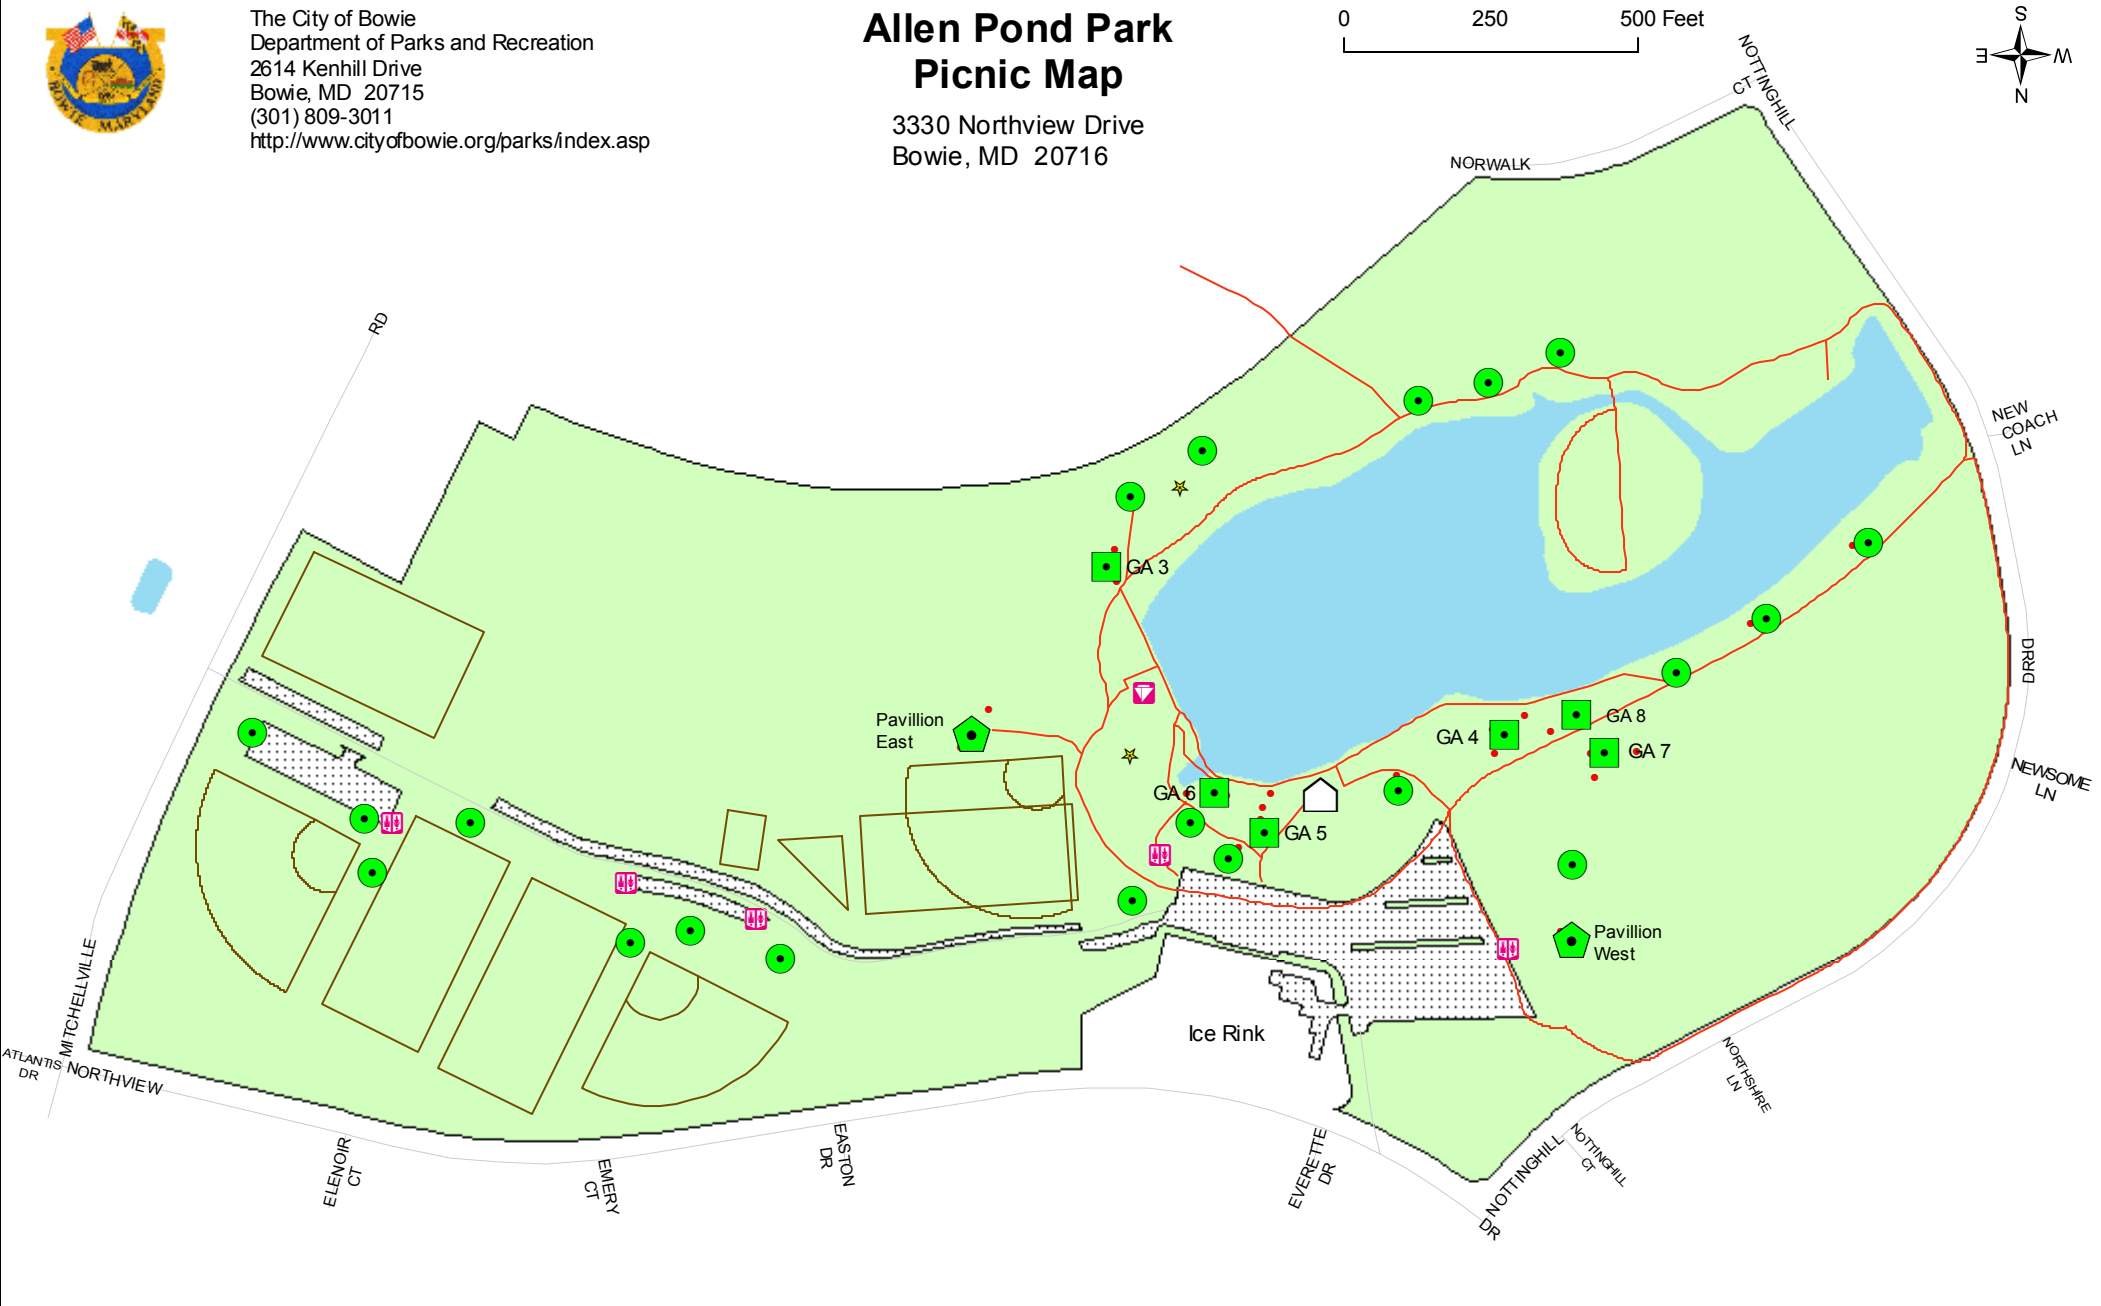 The City of Bowie
Department of Parks and Recreation
2614 Kenhill Drive
Bowie, MD 20715
(301) 809-3011
http://www.cityofbowie.org/parks/index.asp
BOWIE MARYLAND
Allen Pond Park
Picnic Map
3330 Northview Drive
Bowie, MD 20716
0 250 500 Feet
S
E W
N
NOTTINGHILL
CT
NORWALK
RD
NEW
COACH
LN
GA 3
DRRD
Pavillion
East
GA 4
GA 8
GA 7
GA 6
GA 5
NEWSOME
LN
Pavillion
West
Ice Rink
MITCHELLVILLE
ATLANTIS
DR
NORTHVIEW
NORTHSHIRE
LN
ELENOIR
CT
EMERY
CT
EASTON
DR
EVERETTE
DR
NOTTINGHILL
NOTTINGHILL
CT
DR